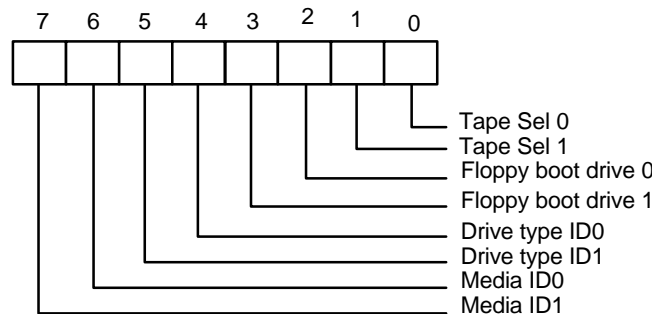 7 6 5 4 3 2 1 0
Tape Sel 0
Tape Sel 1
Floppy boot drive 0
Floppy boot drive 1
Drive type ID0
Drive type ID1
Media ID0
Media ID1